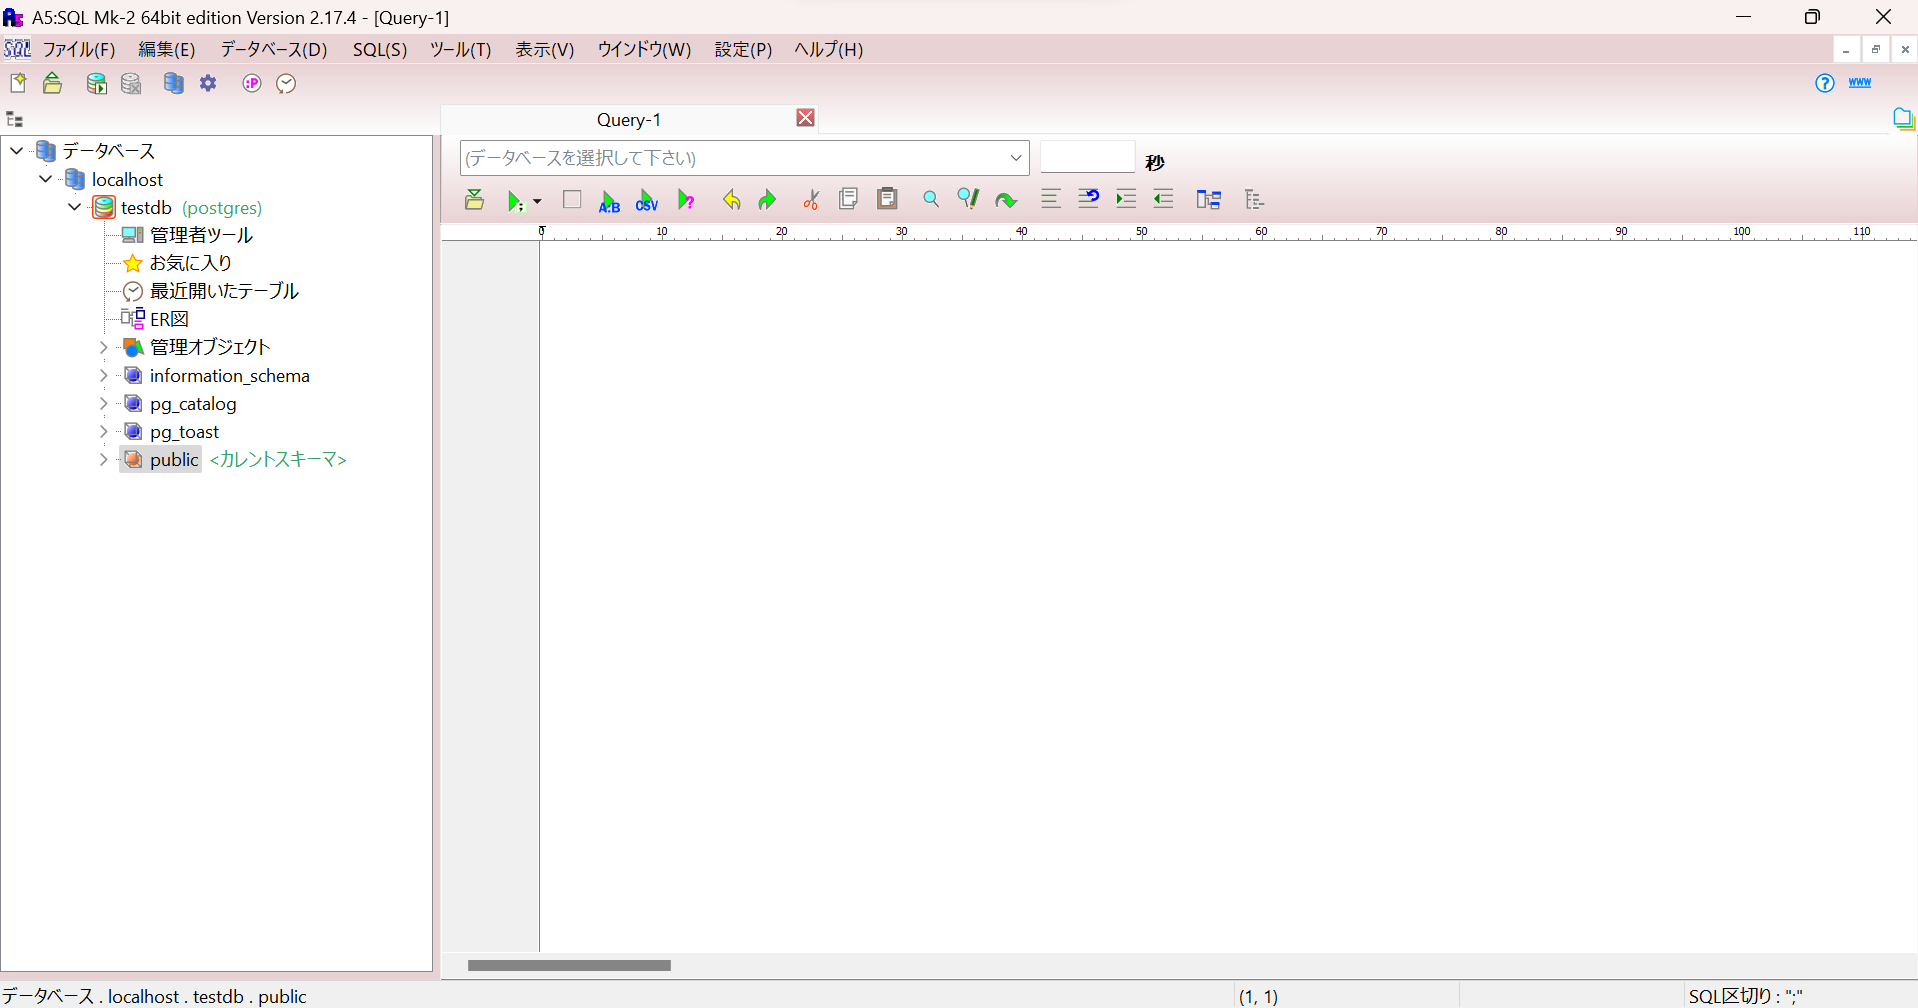 A5:SQL Mk-2 64bit edition Version 2.17.4 - [Query-1]
SQL ファイル(F) 編集(E) データベース(D) SQL(S) ツール(T) 表示(V) ウインドウ(W) 設定(P) ヘルプ(H)
:P ? WWW
Query-1
データベース
(データベースを選択して下さい) 秒
localhost
testdb (postgres)
A:B CSV ?
管理者ツール
0 10 20 30 40 50 60 70 80 90 100 110
お気に入り
最近開いたテーブル
ER図
管理オブジェクト
information_schema
pg_catalog
pg_toast
public <カレントスキーマ>
データベース . localhost . testdb . public (1, 1) SQL区切り : ";"